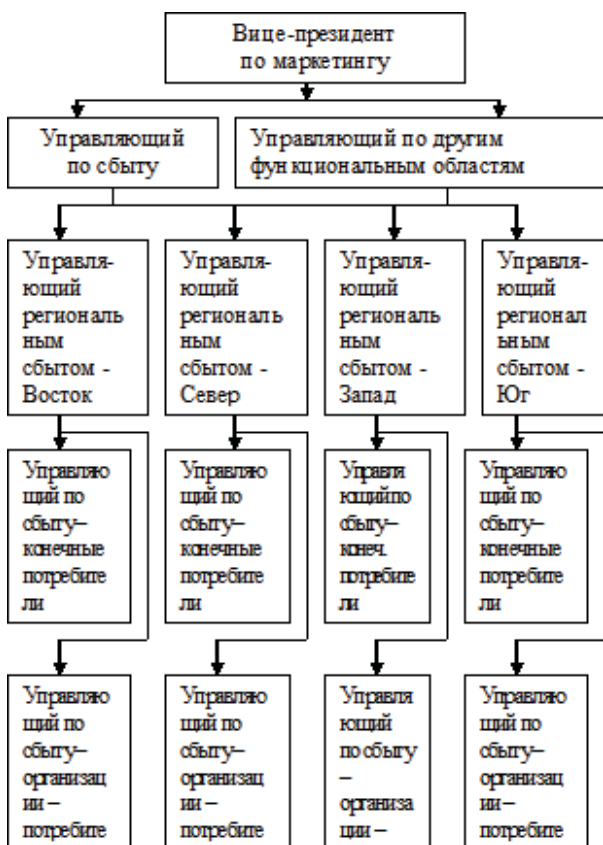 Вице-президент
по маркетингу
Управляющий
по сбыту
Управляющий по другим
функциональным областям
Управля-
ющий
региональ
ным
сбытом -
Восток
Управля-
ющий
региональ
ным
сбытом -
Север
Управля-
ющий
региональ
ным
сбытом -
Запад
Управля-
ющий
регионал
ьным
сбытом -
Юг
Управляю
щий по
сбыту–
конечные
потребите
ли
Управляю
щий по
сбыту–
конечные
потребите
ли
Управля
ющий по
сбыту–
конеч.
потребите
ли
Управляю
щий по
сбыту–
конечные
потребите
ли
Управляю
щий по
сбыту–
организац
ии –
потребите
Управляю
щий по
сбыту–
организац
ии –
потребите
Управля
ющий
по сбыту
–
организа
ции –
Управляю
щий по
сбыту–
организац
ии –
потребите